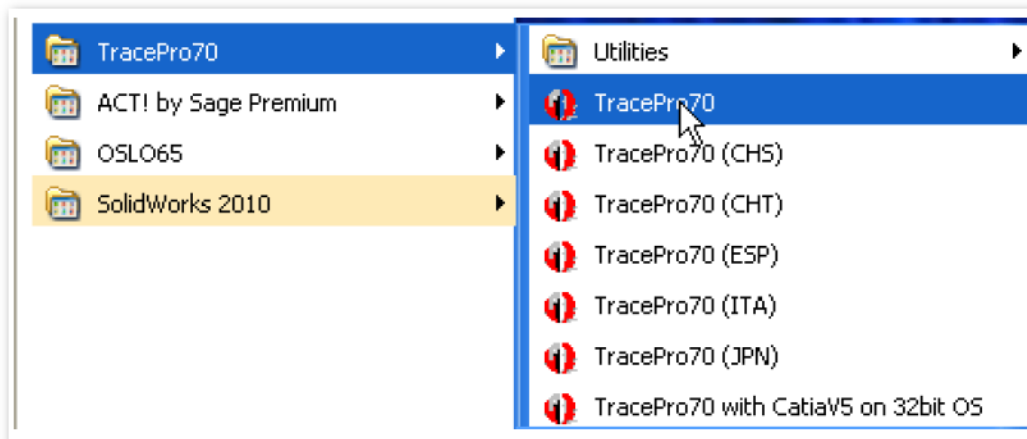 TracePro70
ACT! by Sage Premium
OSLO65
SolidWorks 2010
Utilities
TracePro70
TracePro70 (CHS)
TracePro70 (CHT)
TracePro70 (ESP)
TracePro70 (ITA)
TracePro70 (JPN)
TracePro70 with CatiaV5 on 32bit OS